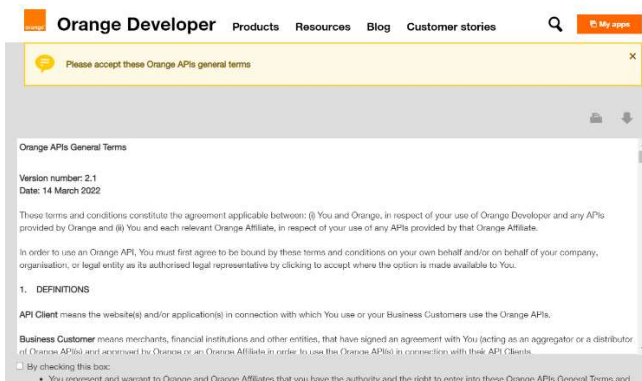 orange
Orange Developer Products Resources Blog Customer stories My apps
Please accept these Orange APIs general terms
Orange APIs General Terms
Version number: 2.1
Date: 14 March 2022
These terms and conditions constitute the agreement applicable between: (i) You and Orange, in respect of your use of Orange Developer and any APIs
provided by Orange and (ii) You and each relevant Orange Affiliate, in respect of your use of any APIs provided by that Orange Affiliate.
In order to use an Orange API, You must first agree to be bound by these terms and conditions on your own behalf and/or on behalf of your company,
organisation, or legal entity as its authorised legal representative by clicking to accept where the option is made available to You.
1. DEFINITIONS
API Client means the website(s) and/or application(s) in connection with which You use or your Business Customers use the Orange APIs.
Business Customer means merchants, financial institutions and other entities, that have signed an agreement with You (acting as an aggregator or a distributor
of Orange API(s) and approved by Orange or an Orange Affiliate in order to use the Orange API(s) in connection with their API Clients
By checking this box:
• You represent and warrant to Orange and Orange Affiliates that you have the authority and the right to enter into these Orange APIs General Terms and